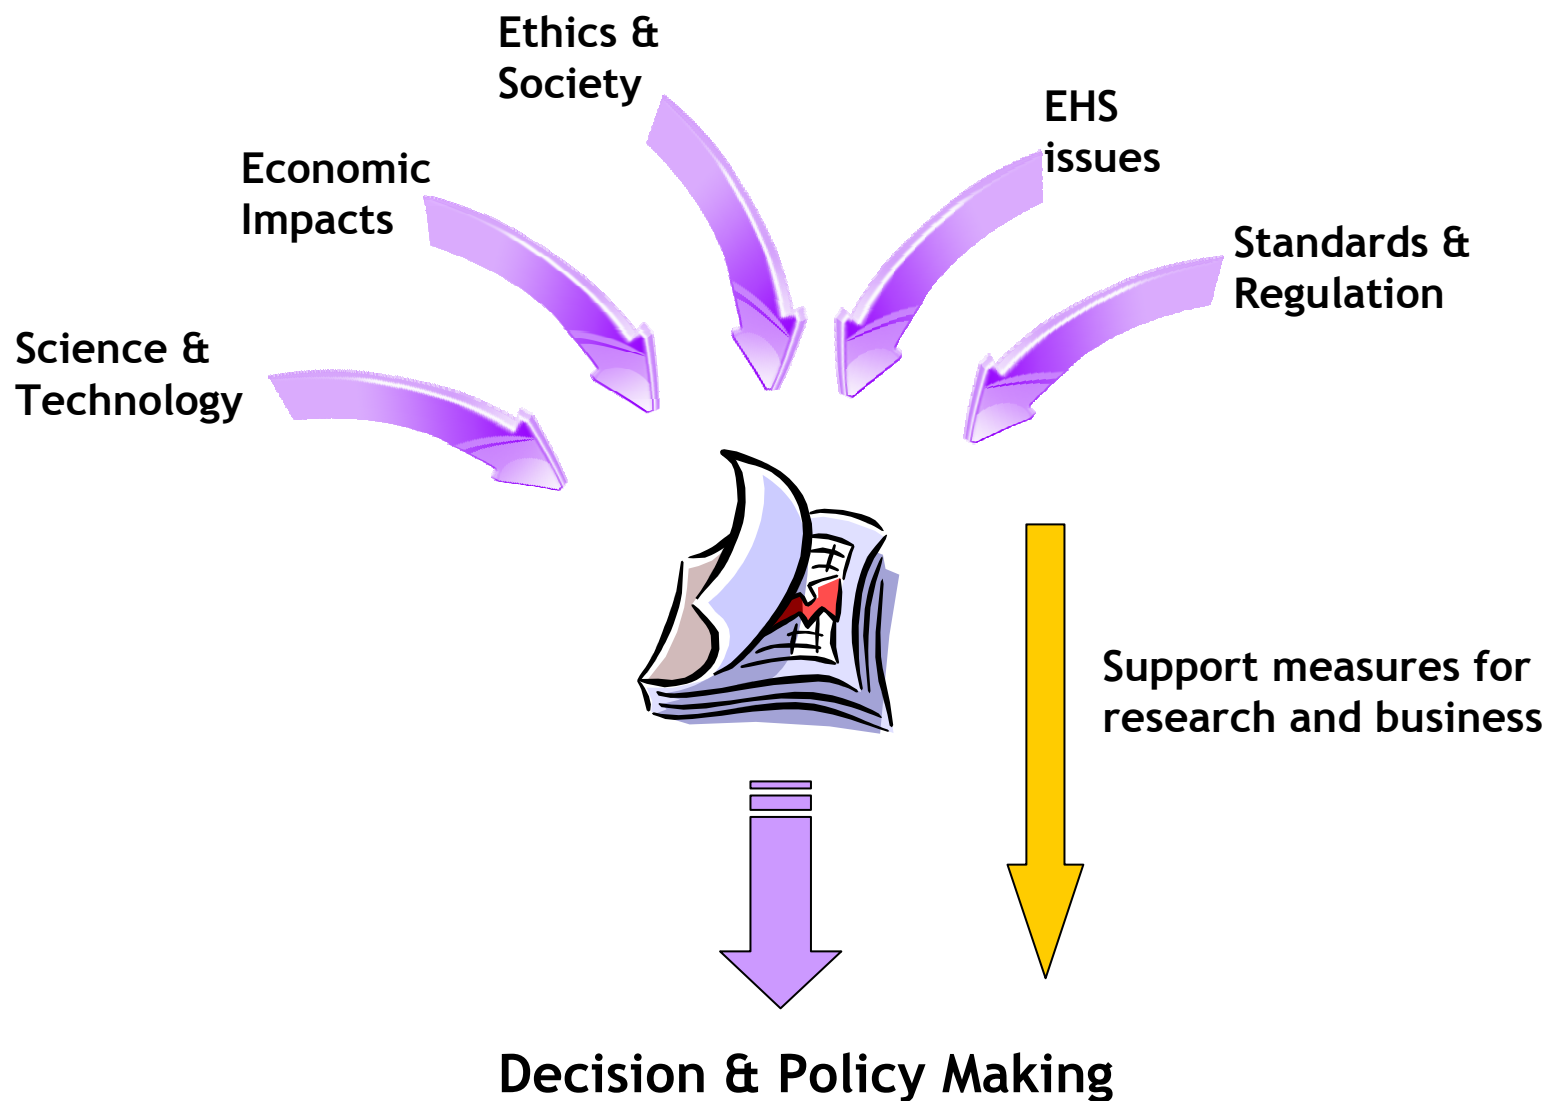 Ethics &
Society
EHS
issues
Economic
Impacts
Standards &
Regulation
Science &
Technology
Support measures for
research and business
Decision & Policy Making